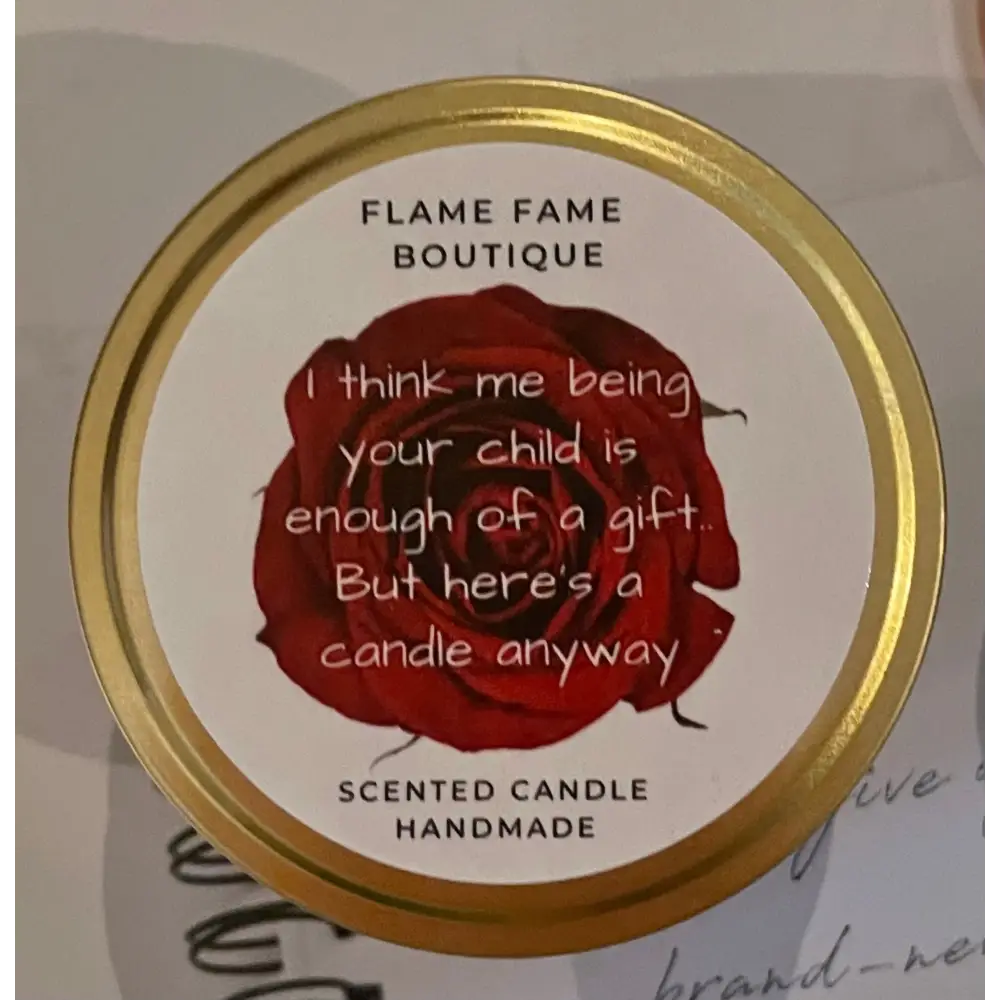 FLAME FAME
BOUTIQUE
I think me being
your child is
enough of a gift..
But here's a
candle anyway
SCENTED CANDLE
HANDMADE